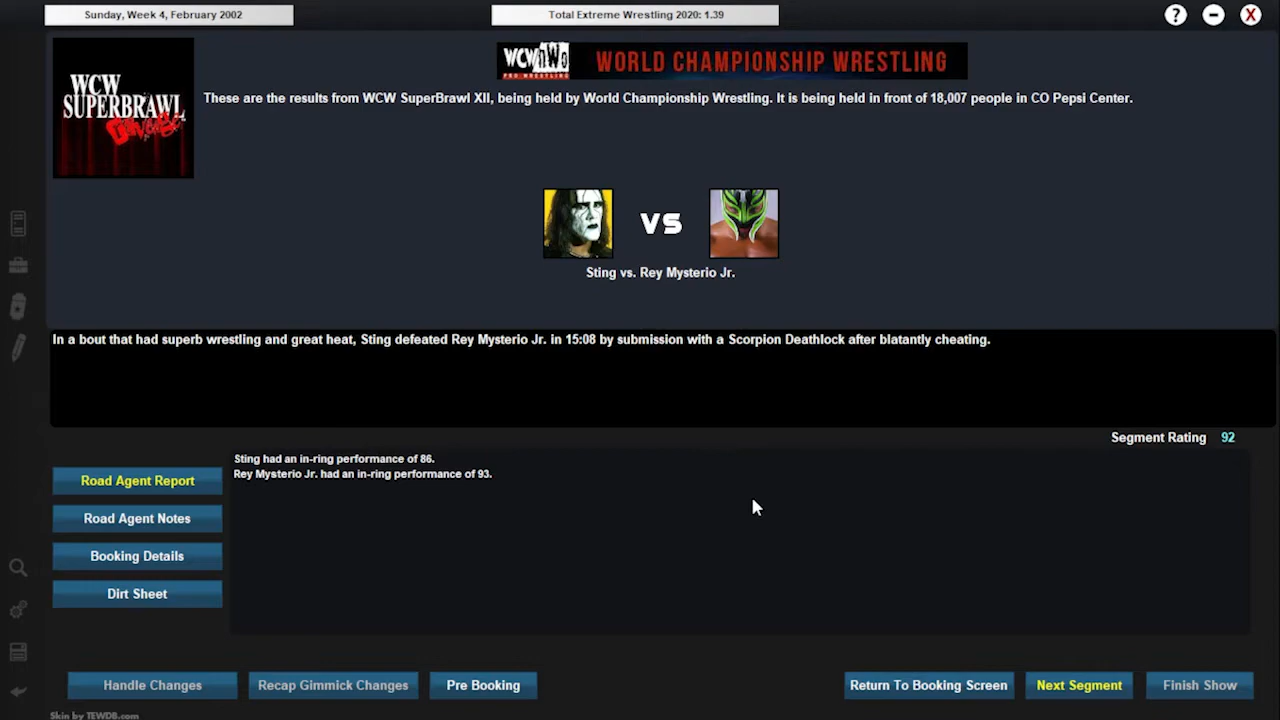 Sunday, Week 4, February 2002
Total Extreme Wrestling 2020: 1.39
?
X
WCW nWo
PRO WRESTLING
WORLD CHAMPIONSHIP WRESTLING
WCW
SUPERBRAWL
Revenge
These are the results from WCW SuperBrawl XII, being held by World Championship Wrestling. It is being held in front of 18,007 people in CO Pepsi Center.
VS
Sting vs. Rey Mysterio Jr.
In a bout that had superb wrestling and great heat, Sting defeated Rey Mysterio Jr. in 15:08 by submission with a Scorpion Deathlock after blatantly cheating.
Segment Rating 92
Sting had an in-ring performance of 86.
Rey Mysterio Jr. had an in-ring performance of 93.
Road Agent Report
Road Agent Notes
Booking Details
Dirt Sheet
Handle Changes
Recap Gimmick Changes
Pre Booking
Return To Booking Screen
Next Segment
Finish Show
Skin by TEWDB.com